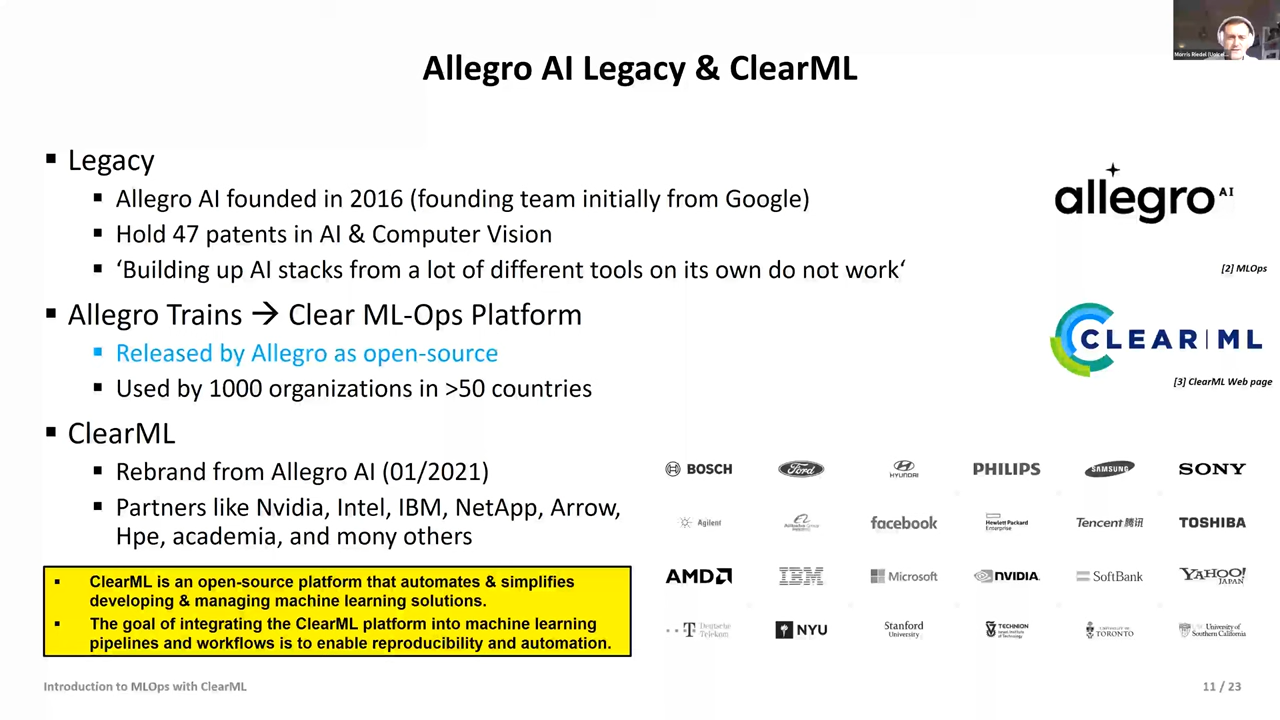 Allegro AI Legacy & ClearML
Morris Riedel (Unicel...
▪ Legacy
▪ Allegro AI founded in 2016 (founding team initially from Google)
▪ Hold 47 patents in AI & Computer Vision
▪ ‘Building up AI stacks from a lot of different tools on its own do not work‘
▪ Allegro Trains → Clear ML-Ops Platform
▪ Released by Allegro as open-source
▪ Used by 1000 organizations in >50 countries
▪ ClearML
▪ Rebrand from Allegro AI (01/2021)
▪ Partners like Nvidia, Intel, IBM, NetApp, Arrow,
Hpe, academia, and mony others
▪ ClearML is an open-source platform that automates & simplifies
developing & managing machine learning solutions.
▪ The goal of integrating the ClearML platform into machine learning
pipelines and workflows is to enable reproducibility and automation.
allegro AI
[2] MLOps
CLEAR|ML
[3] ClearML Web page
BOSCH Ford HYUNDAI PHILIPS SAMSUNG SONY
Agilent Alibaba Group facebook Hewlett Packard Enterprise Tencent 腾讯 TOSHIBA
AMD IBM Microsoft NVIDIA. SoftBank YAHOO! JAPAN
Deutsche Telekom NYU Stanford University TECHNION UNIVERSITY OF TORONTO University of Southern California
Introduction to MLOps with ClearML
11 / 23